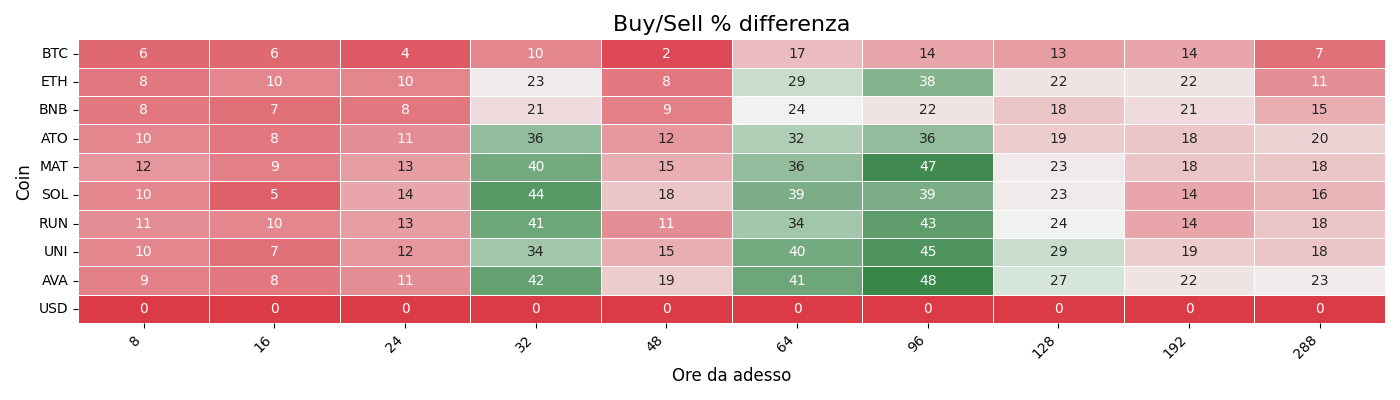 Buy/Sell % differenza
Coin
BTC 6 6 4 10 2 17 14 13 14 7
ETH 8 10 10 23 8 29 38 22 22 11
BNB 8 7 8 21 9 24 22 18 21 15
ATO 10 8 11 36 12 32 36 19 18 20
MAT 12 9 13 40 15 36 47 23 18 18
SOL 10 5 14 44 18 39 39 23 14 16
RUN 11 10 13 41 11 34 43 24 14 18
UNI 10 7 12 34 15 40 45 29 19 18
AVA 9 8 11 42 19 41 48 27 22 23
USD 0 0 0 0 0 0 0 0 0 0
8 16 24 32 48 64 96 128 192 288
Ore da adesso